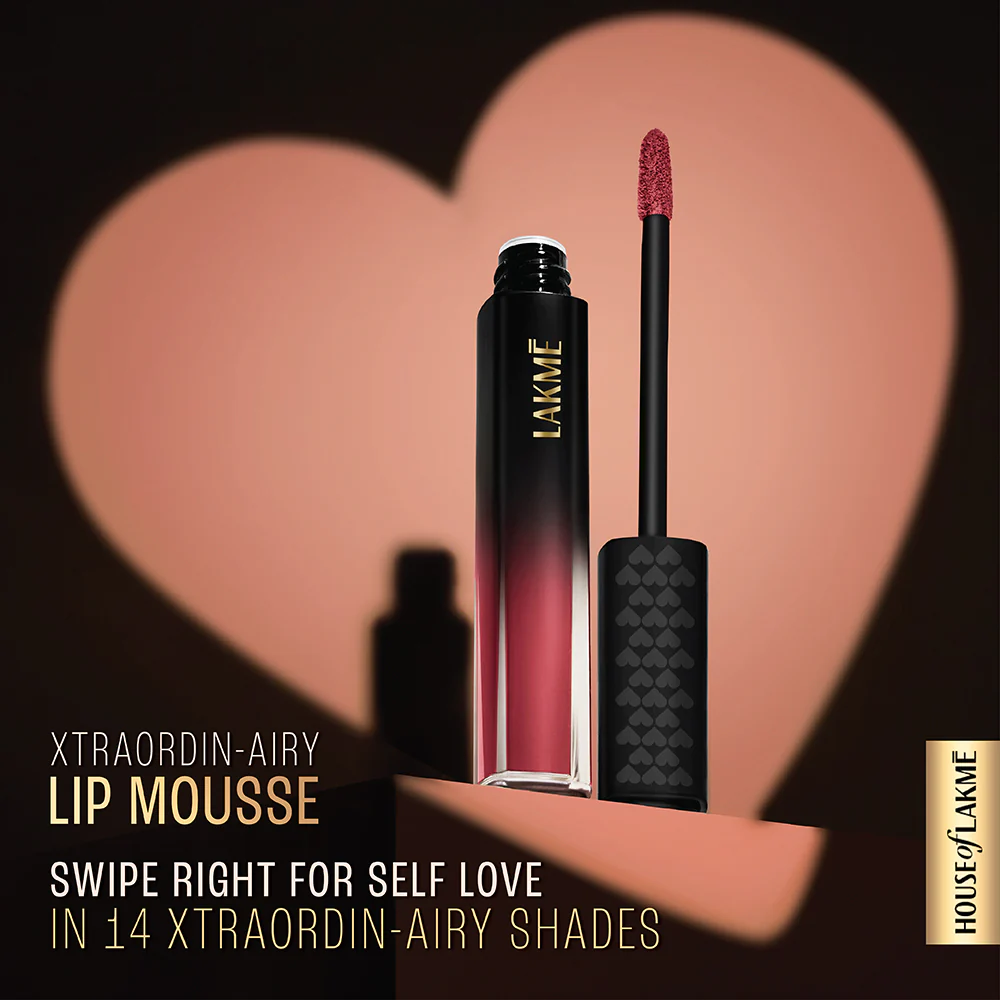 LAKMĒ
XTRAORDIN-AIRY
LIP MOUSSE
SWIPE RIGHT FOR SELF LOVE
IN 14 XTRAORDIN-AIRY SHADES
HOUSE of LAKMĒ